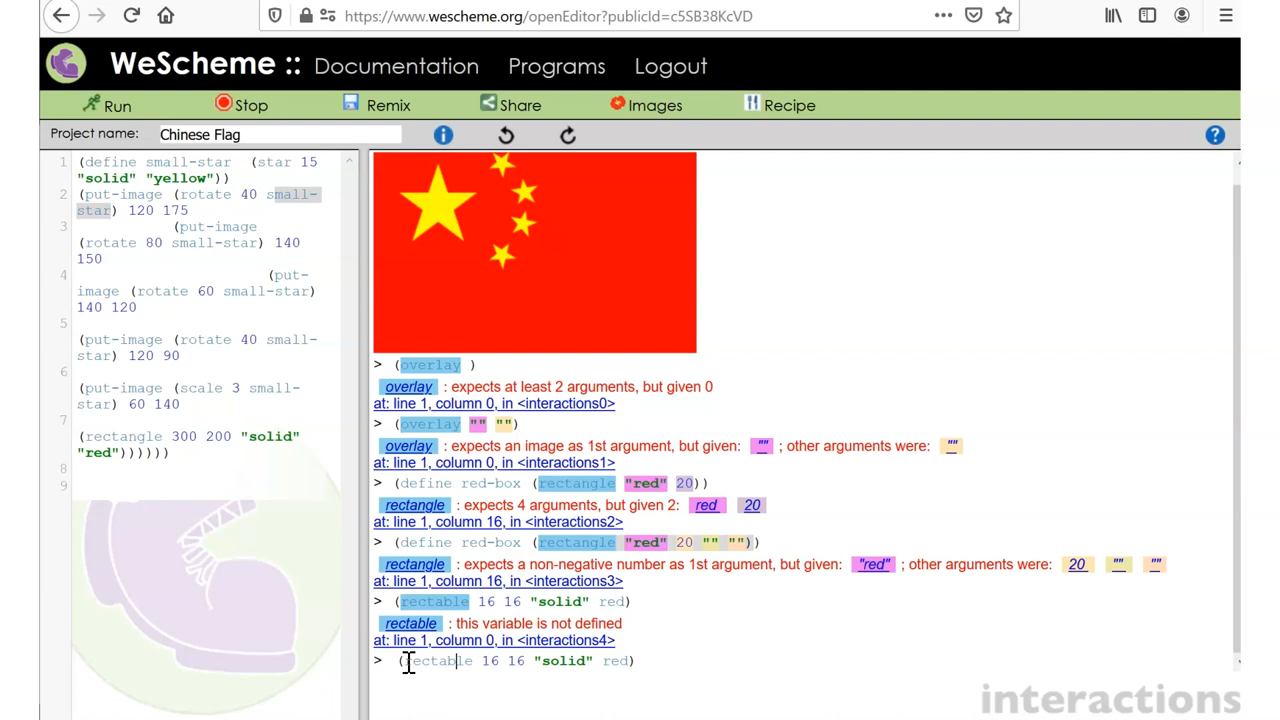 https://www.wescheme.org/openEditor?publicId=c5SB38KcVD
WeScheme :: Documentation Programs Logout
Run Stop Remix Share Images Recipe
Project name: Chinese Flag
1 (define small-star (star 15
"solid" "yellow"))
2 (put-image (rotate 40 small-
star) 120 175
3 (put-image
(rotate 80 small-star) 140
150
4 (put-
image (rotate 60 small-star)
140 120
5
(put-image (rotate 40 small-
star) 120 90
6
(put-image (scale 3 small-
star) 60 140
7
(rectangle 300 200 "solid"
"red"))))))
8
9
> (overlay )
overlay : expects at least 2 arguments, but given 0
at: line 1, column 0, in <interactions0>
> (overlay "" "")
overlay : expects an image as 1st argument, but given: "" ; other arguments were: ""
at: line 1, column 0, in <interactions1>
> (define red-box (rectangle "red" 20))
rectangle : expects 4 arguments, but given 2: red 20
at: line 1, column 16, in <interactions2>
> (define red-box (rectangle "red" 20 "" ""))
rectangle : expects a non-negative number as 1st argument, but given: "red" ; other arguments were: 20 "" ""
at: line 1, column 16, in <interactions3>
> (rectable 16 16 "solid" red)
rectable : this variable is not defined
at: line 1, column 0, in <interactions4>
> (rectable 16 16 "solid" red)
interactions